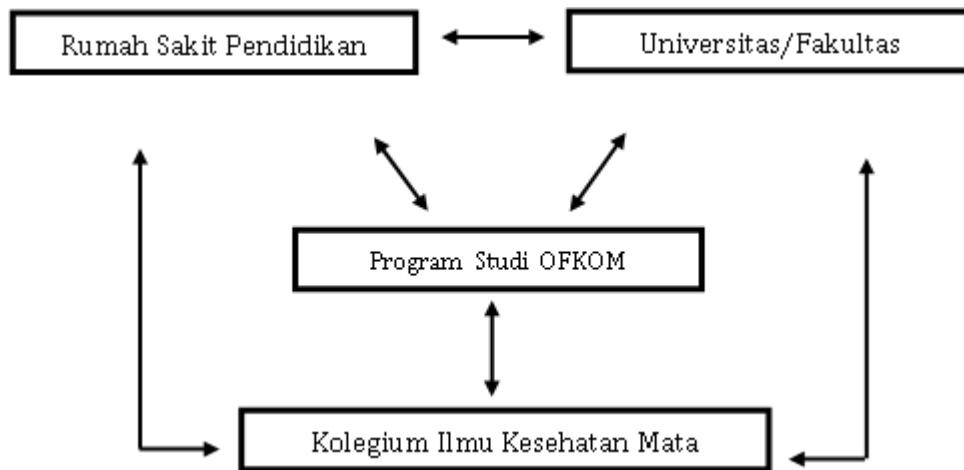 Rumah Sakit Pendidikan
Universitas/Fakultas
Program Studi OFKOM
Kolegium Ilmu Kesehatan Mata